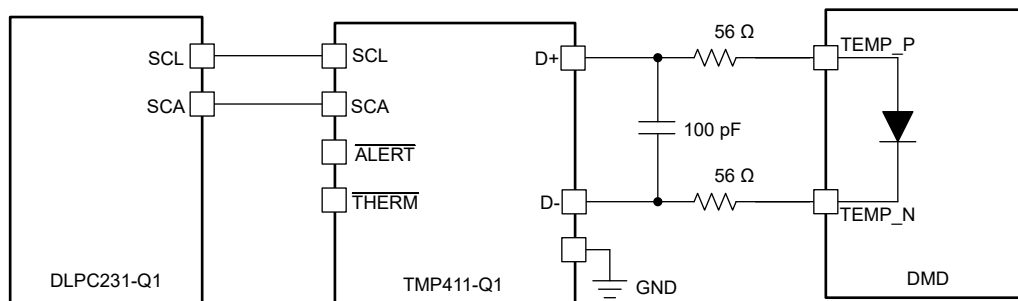 SCL
SCA
DLPC231-Q1
SCL
SCA
ALERT
THERM
D+
D-
GND
TMP411-Q1
56 Ω
100 pF
56 Ω
TEMP_P
TEMP_N
DMD